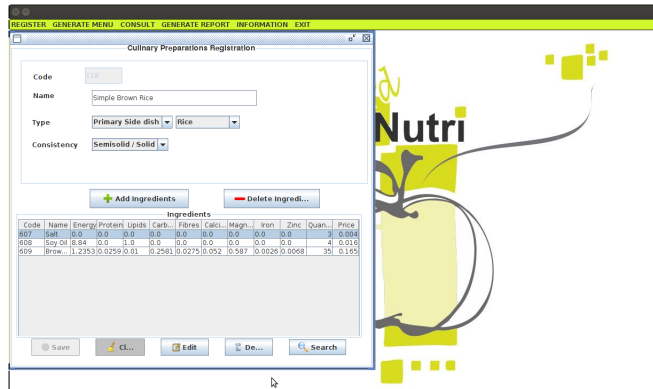 REGISTER GENERATE MENU CONSULT GENERATE REPORT INFORMATION EXIT
Culinary Preparations Registration
Code 118
Name Simple Brown Rice
Type Primary Side dish Rice
Consistency Semisolid / Solid
Nutri
Add Ingredients Delete Ingredi...
Ingredients
Code Name Energy Protein Lipids Carb... Fibres Calci... Magn... Iron Zinc Quan... Price
607 Salt 0.0 0.0 0.0 0.0 0.0 0.0 0.0 0.0 0.0 3 0.004
608 Soy Oil 8.84 0.0 1.0 0.0 0.0 0.0 0.0 0.0 0.0 4 0.016
609 Brow... 1.2353 0.0259 0.01 0.2581 0.0275 0.052 0.587 0.0026 0.0068 35 0.165
Save Cl... Edit De... Search